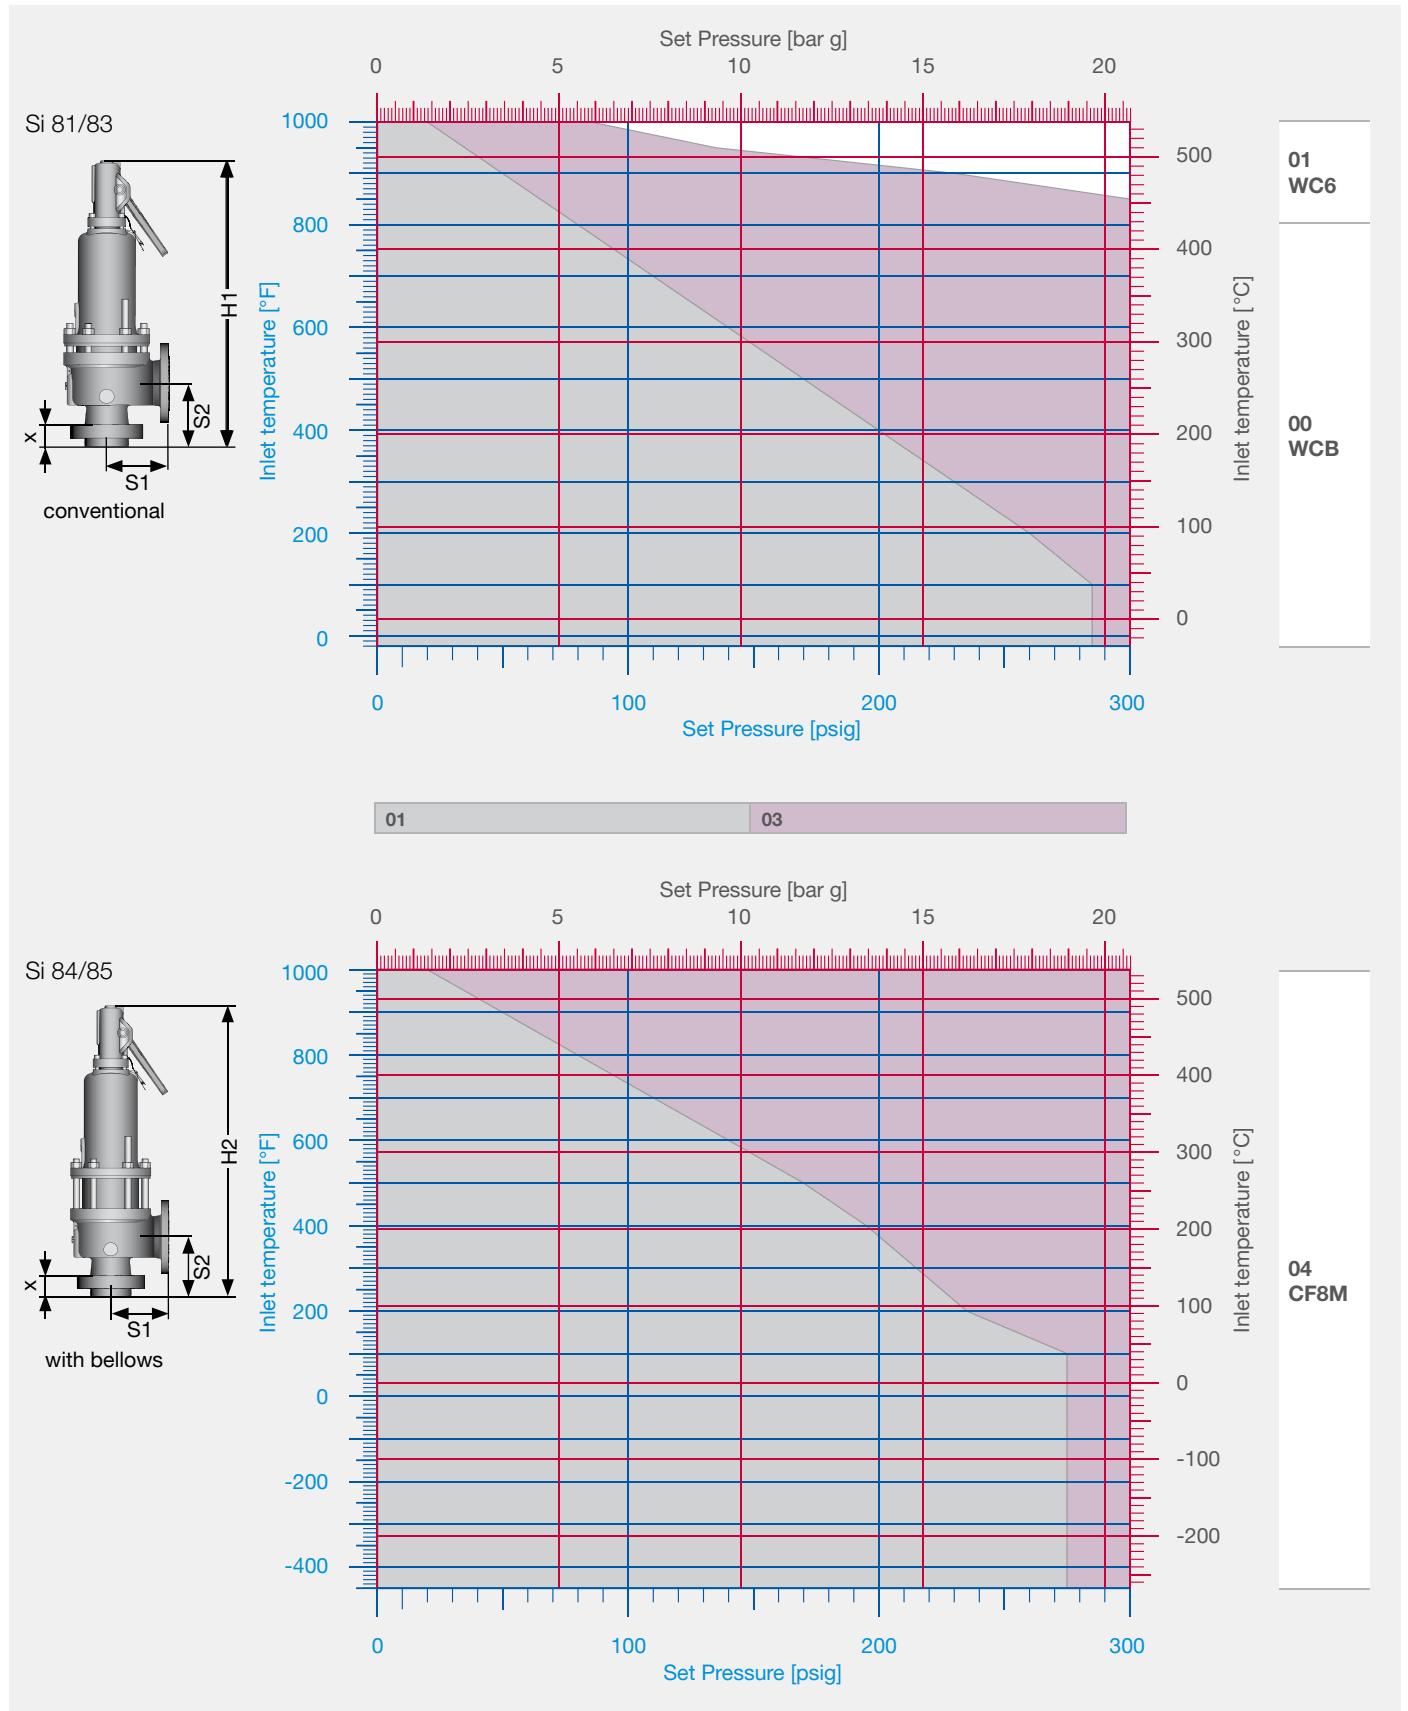 Set Pressure [bar g]
0 5 10 15 20
Si 81/83
H1
S2
x
S1
conventional
Inlet temperature [°F]
1000
800
600
400
200
0
500
400
300
200
100
0
Inlet temperature [°C]
01
WC6
00
WCB
0 100 200 300
Set Pressure [psig]
01 03
Set Pressure [bar g]
0 5 10 15 20
Si 84/85
H2
S2
x
S1
with bellows
Inlet temperature [°F]
1000
800
600
400
200
0
-200
-400
500
400
300
200
100
0
-100
-200
Inlet temperature [°C]
04
CF8M
0 100 200 300
Set Pressure [psig]